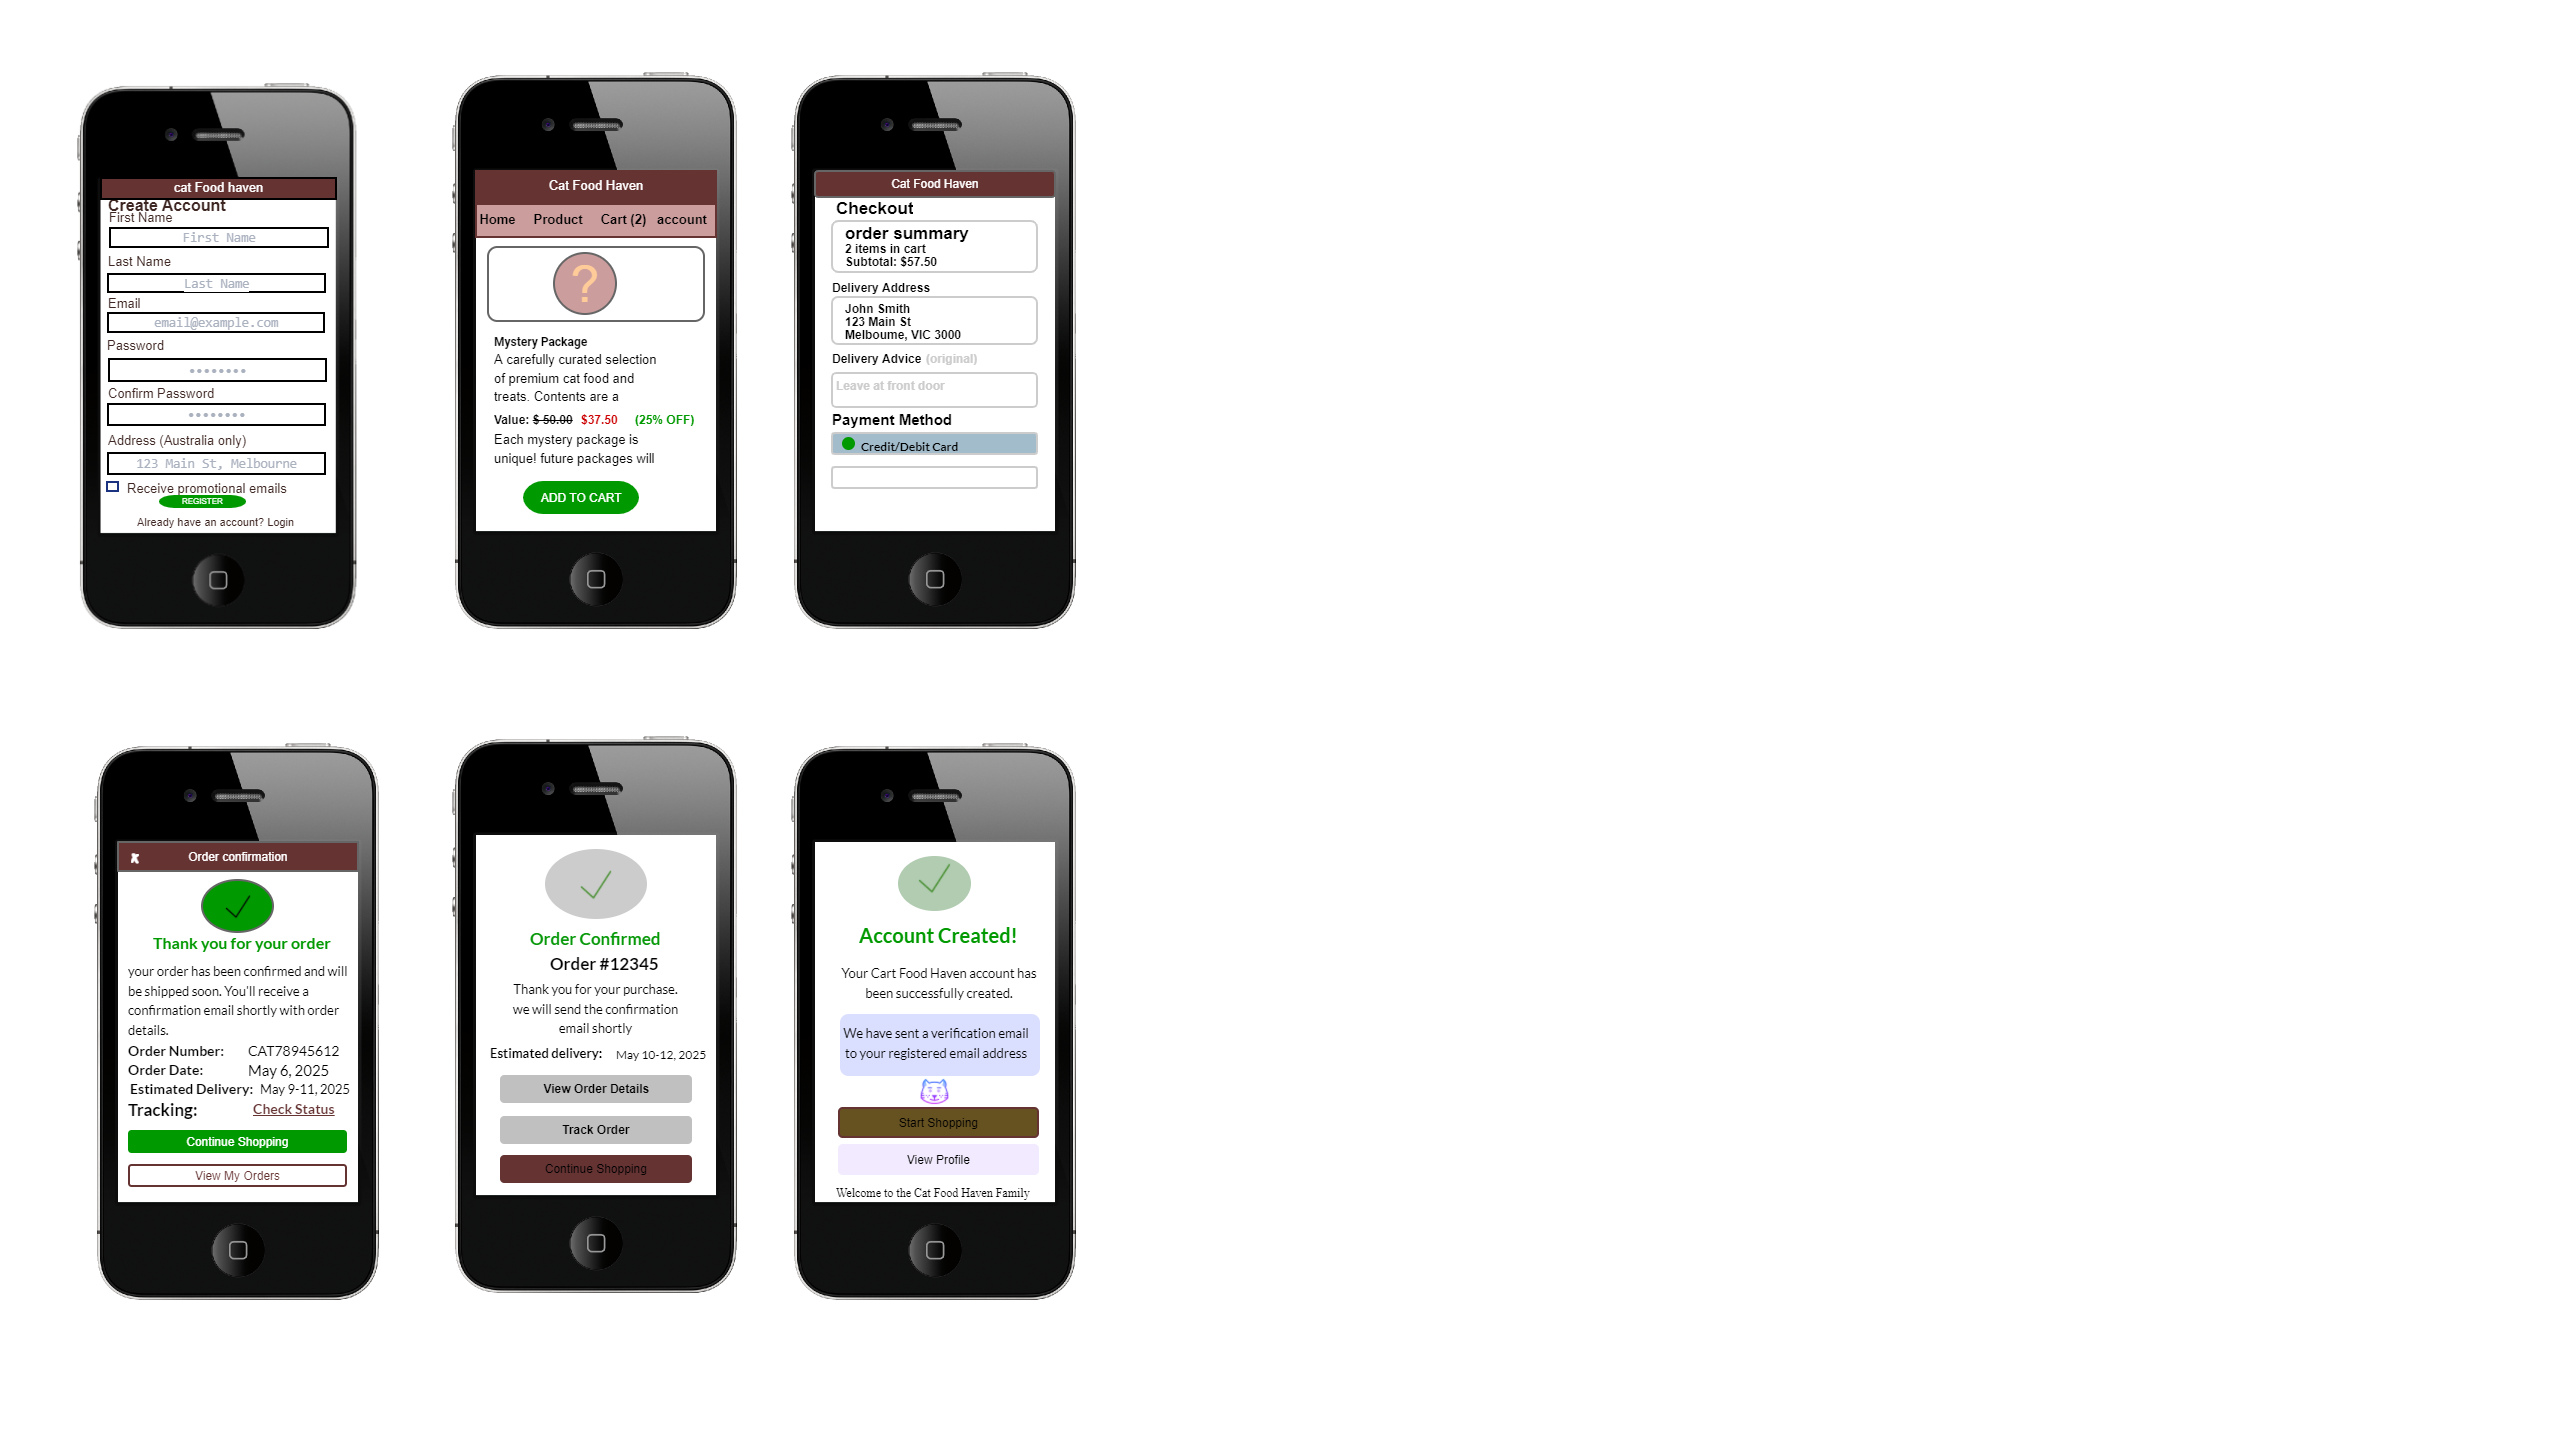 cat Food haven
Create Account
First Name
First Name
Last Name
Last Name
Email
email@example.com
Password
••••••••
Confirm Password
••••••••
Address (Australia only)
123 Main St, Melbourne
Receive promotional emails
REGISTER
Already have an account? Login
Cat Food Haven
Home Product Cart (2) account
?
Mystery Package
A carefully curated selection
of premium cat food and
treats. Contents are a
Value: $ 50.00 $37.50 (25% OFF)
Each mystery package is
unique! future packages will
ADD TO CART
Cat Food Haven
Checkout
order summary
2 items in cart
Subtotal: $57.50
Delivery Address
John Smith
123 Main St
Melboume, VIC 3000
Delivery Advice (original)
Leave at front door
Payment Method
Credit/Debit Card
Order confirmation
Thank you for your order
your order has been confirmed and will
be shipped soon. You'll receive a
confirmation email shortly with order
details.
Order Number: CAT78945612
Order Date: May 6, 2025
Estimated Delivery: May 9-11, 2025
Tracking: Check Status
Continue Shopping
View My Orders
Order Confirmed
Order #12345
Thank you for your purchase.
we will send the confirmation
email shortly
Estimated delivery: May 10-12, 2025
View Order Details
Track Order
Continue Shopping
Account Created!
Your Cart Food Haven account has
been successfully created.
We have sent a verification email
to your registered email address
Start Shopping
View Profile
Welcome to the Cat Food Haven Family